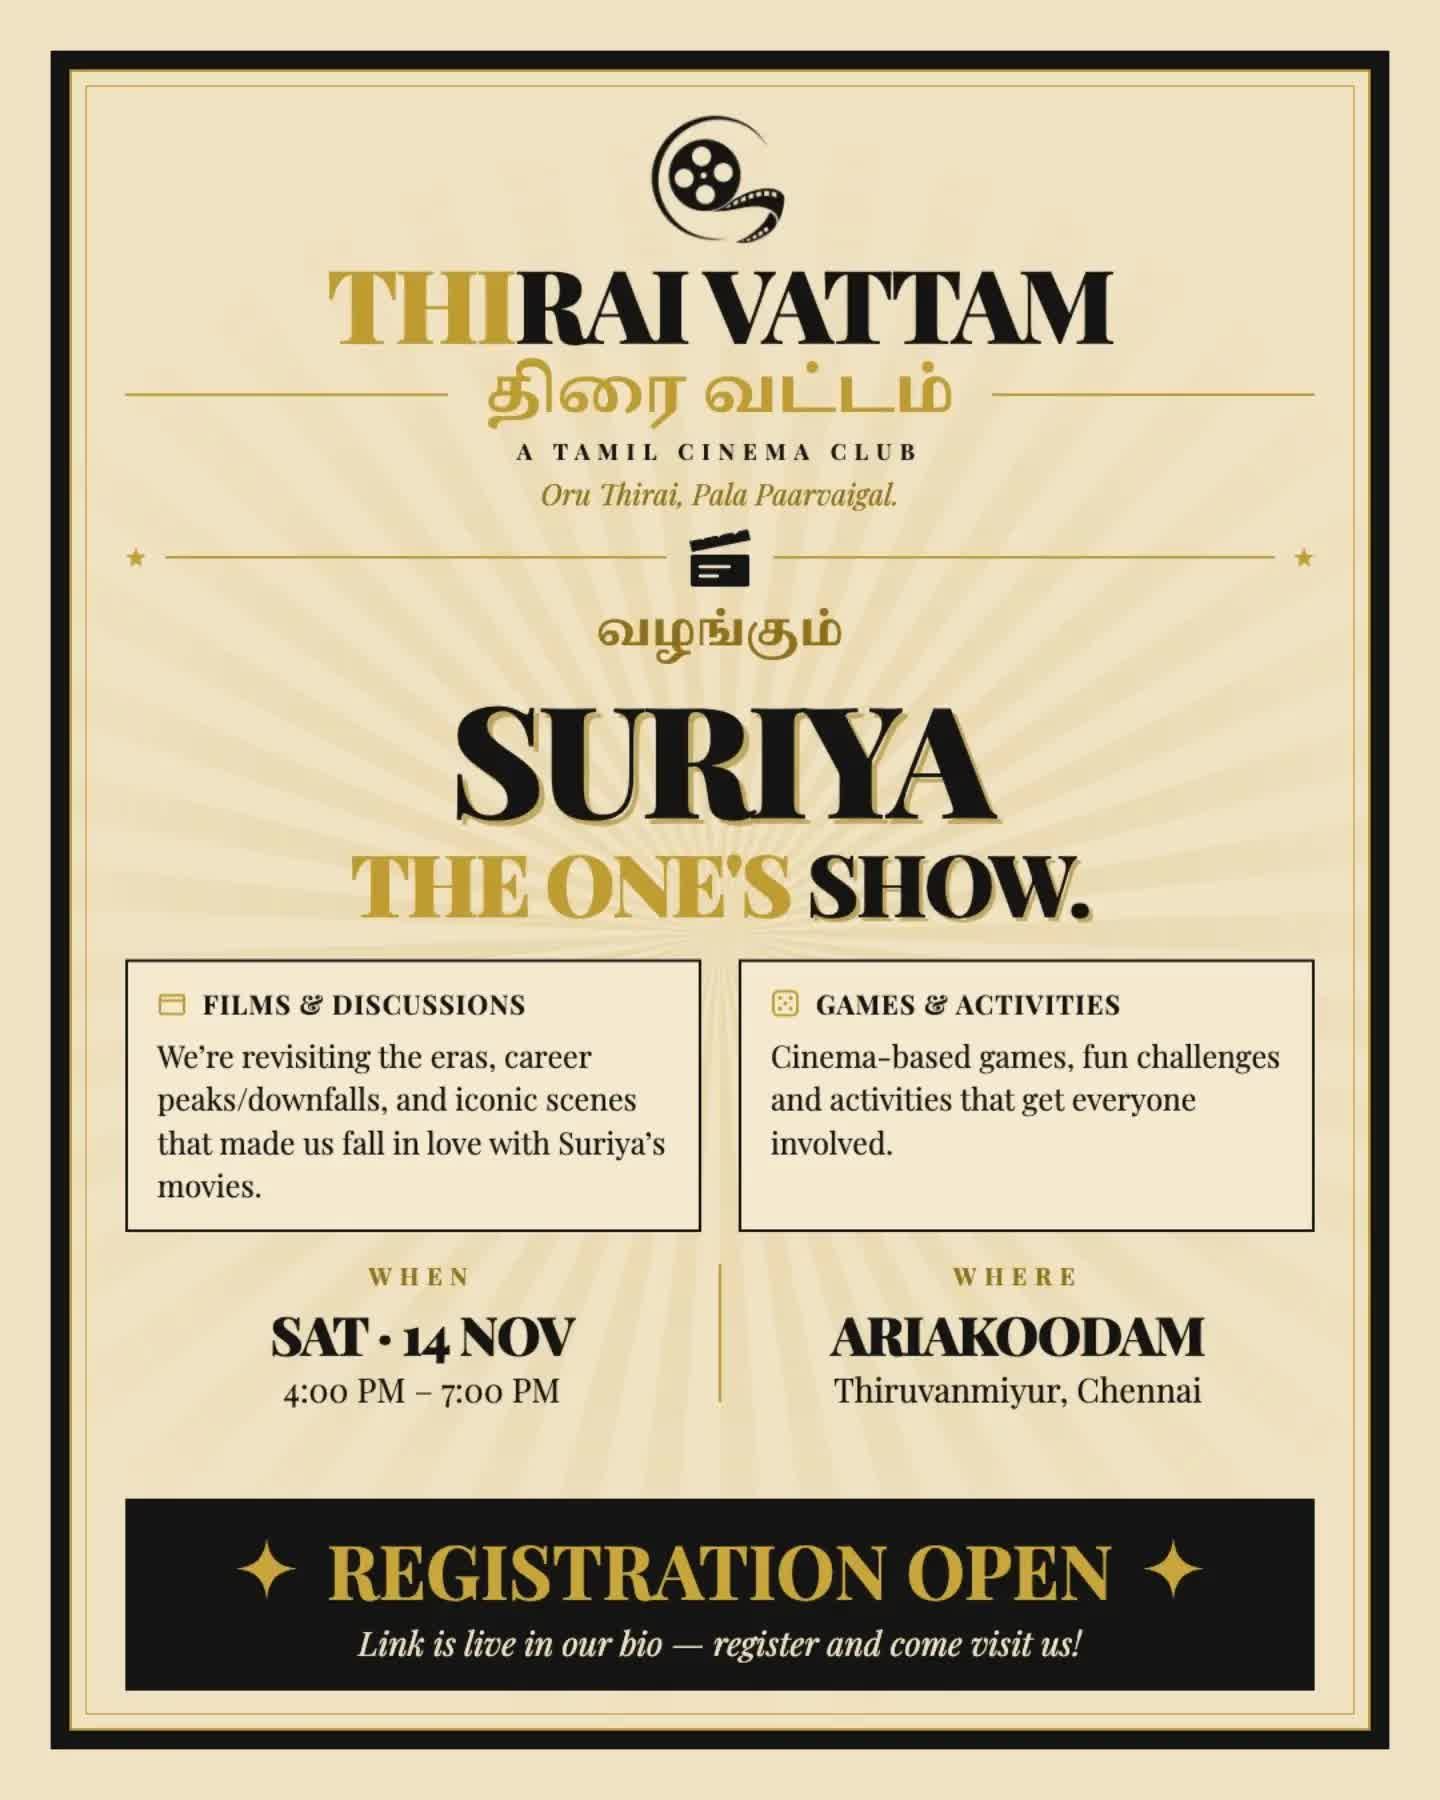 THIRAI VATTAM
திரை வட்டம்
A TAMIL CINEMA CLUB
Oru Thirai, Pala Paarvaigal.
வழங்கும்
SURIYA
THE ONE'S SHOW.
FILMS & DISCUSSIONS
We’re revisiting the eras, career
peaks/downfalls, and iconic scenes
that made us fall in love with Suriya’s
movies.
GAMES & ACTIVITIES
Cinema-based games, fun challenges
and activities that get everyone
involved.
WHEN
SAT · 14 NOV
4:00 PM – 7:00 PM
WHERE
ARIAKOODAM
Thiruvanmiyur, Chennai
REGISTRATION OPEN
Link is live in our bio — register and come visit us!